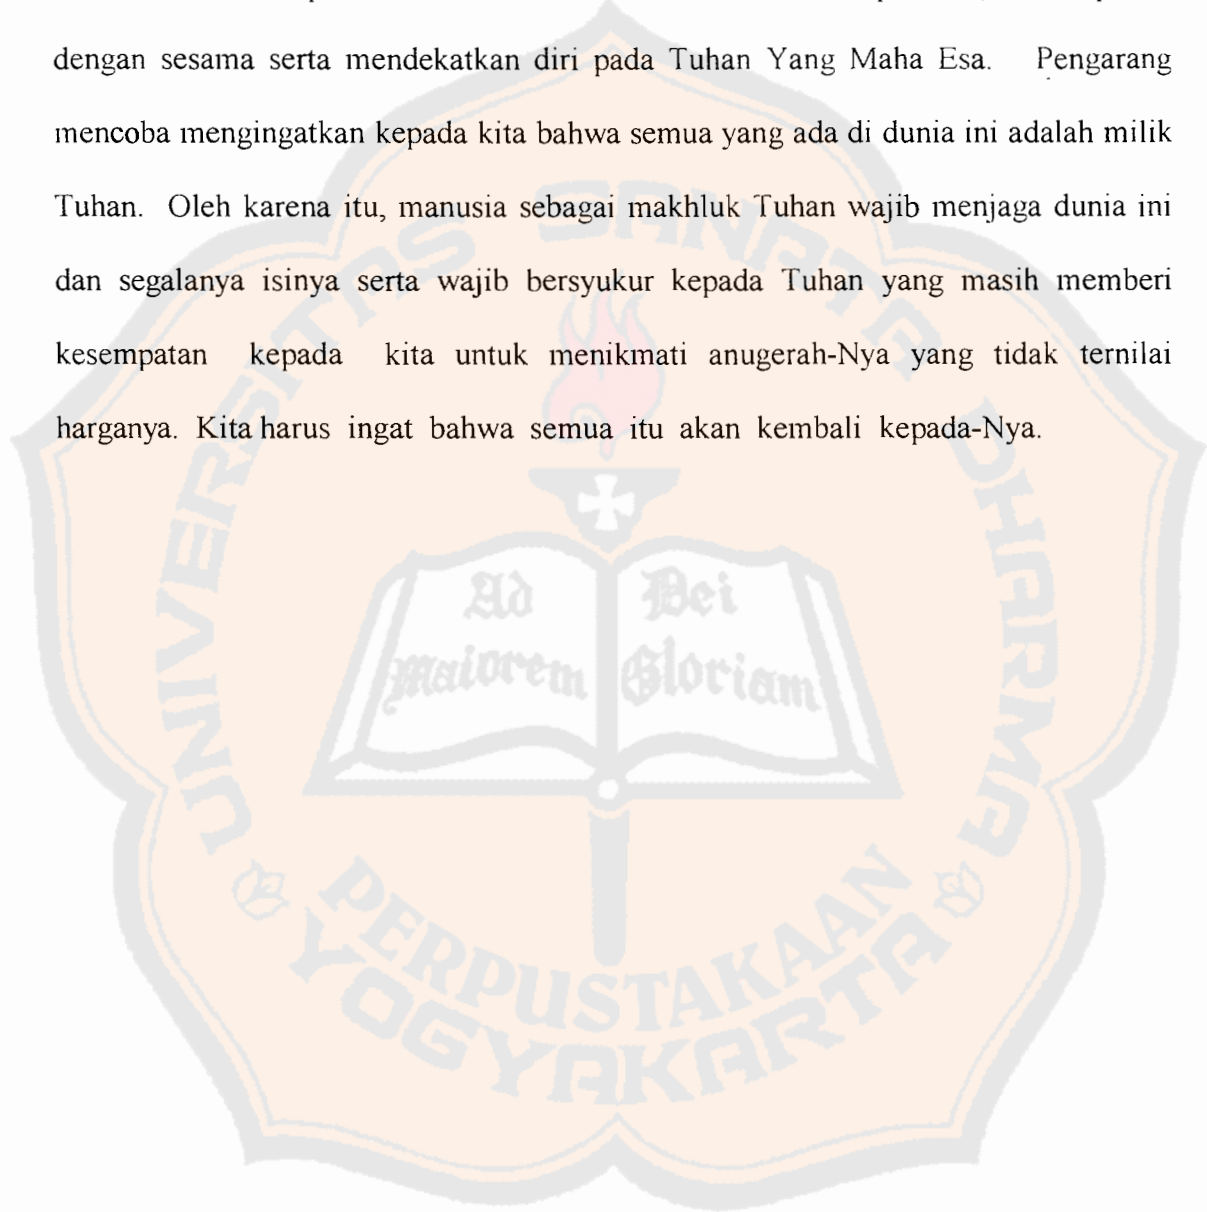 dengan sesama serta mendekatkan diri pada Tuhan Yang Maha Esa. Pengarang
mencoba mengingatkan kepada kita bahwa semua yang ada di dunia ini adalah milik
Tuhan. Oleh karena itu, manusia sebagai makhluk Tuhan wajib menjaga dunia ini
dan segalanya isinya serta wajib bersyukur kepada Tuhan yang masih memberi
kesempatan kepada kita untuk menikmati anugerah-Nya yang tidak ternilai
harganya. Kita harus ingat bahwa semua itu akan kembali kepada-Nya.
UNIVERSITAS SANATA DHARMA
Ad Dei
maiorem Gloriam
PERPUSTAKAAN
YOGYAKARTA